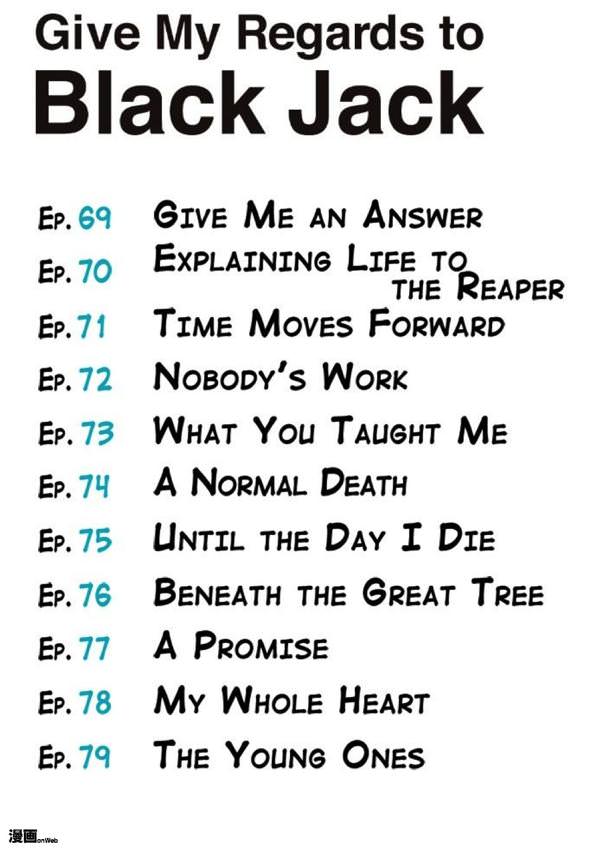 Give My Regards to
Black Jack
Ep. 69 Give Me an Answer
Ep. 70 Explaining Life to
the Reaper
Ep. 71 Time Moves Forward
Ep. 72 Nobody's Work
Ep. 73 What You Taught Me
Ep. 74 A Normal Death
Ep. 75 Until the Day I Die
Ep. 76 Beneath the Great Tree
Ep. 77 A Promise
Ep. 78 My Whole Heart
Ep. 79 The Young Ones
漫画onWeb